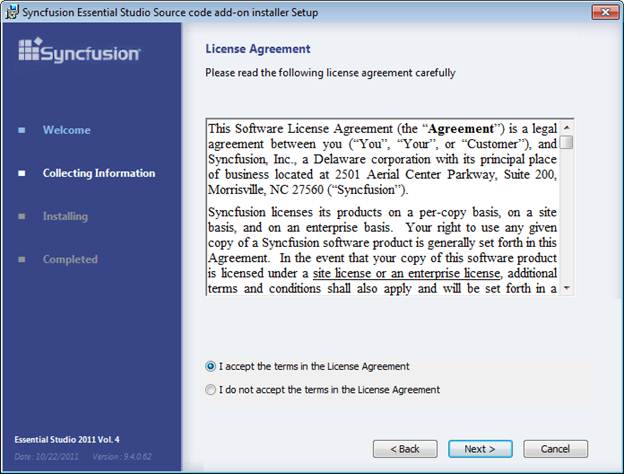 Syncfusion Essential Studio Source code add-on installer Setup
Syncfusion®
Welcome
Collecting Information
Installing
Completed
Essential Studio 2011 Vol. 4
Date: 10/22/2011 Version: 9.4.0.62
License Agreement
Please read the following license agreement carefully
This Software License Agreement (the “Agreement”) is a legal
agreement between you (“You”, “Your”, or “Customer”), and
Syncfusion, Inc., a Delaware corporation with its principal place
of business located at 2501 Aerial Center Parkway, Suite 200,
Morrisville, NC 27560 (“Syncfusion”).
Syncfusion licenses its products on a per-copy basis, on a site
basis, and on an enterprise basis. Your right to use any given
copy of a Syncfusion software product is generally set forth in this
Agreement. In the event that your copy of this software product
is licensed under a site license or an enterprise license, additional
terms and conditions shall also apply and will be set forth in a
I accept the terms in the License Agreement
I do not accept the terms in the License Agreement
< Back
Next >
Cancel